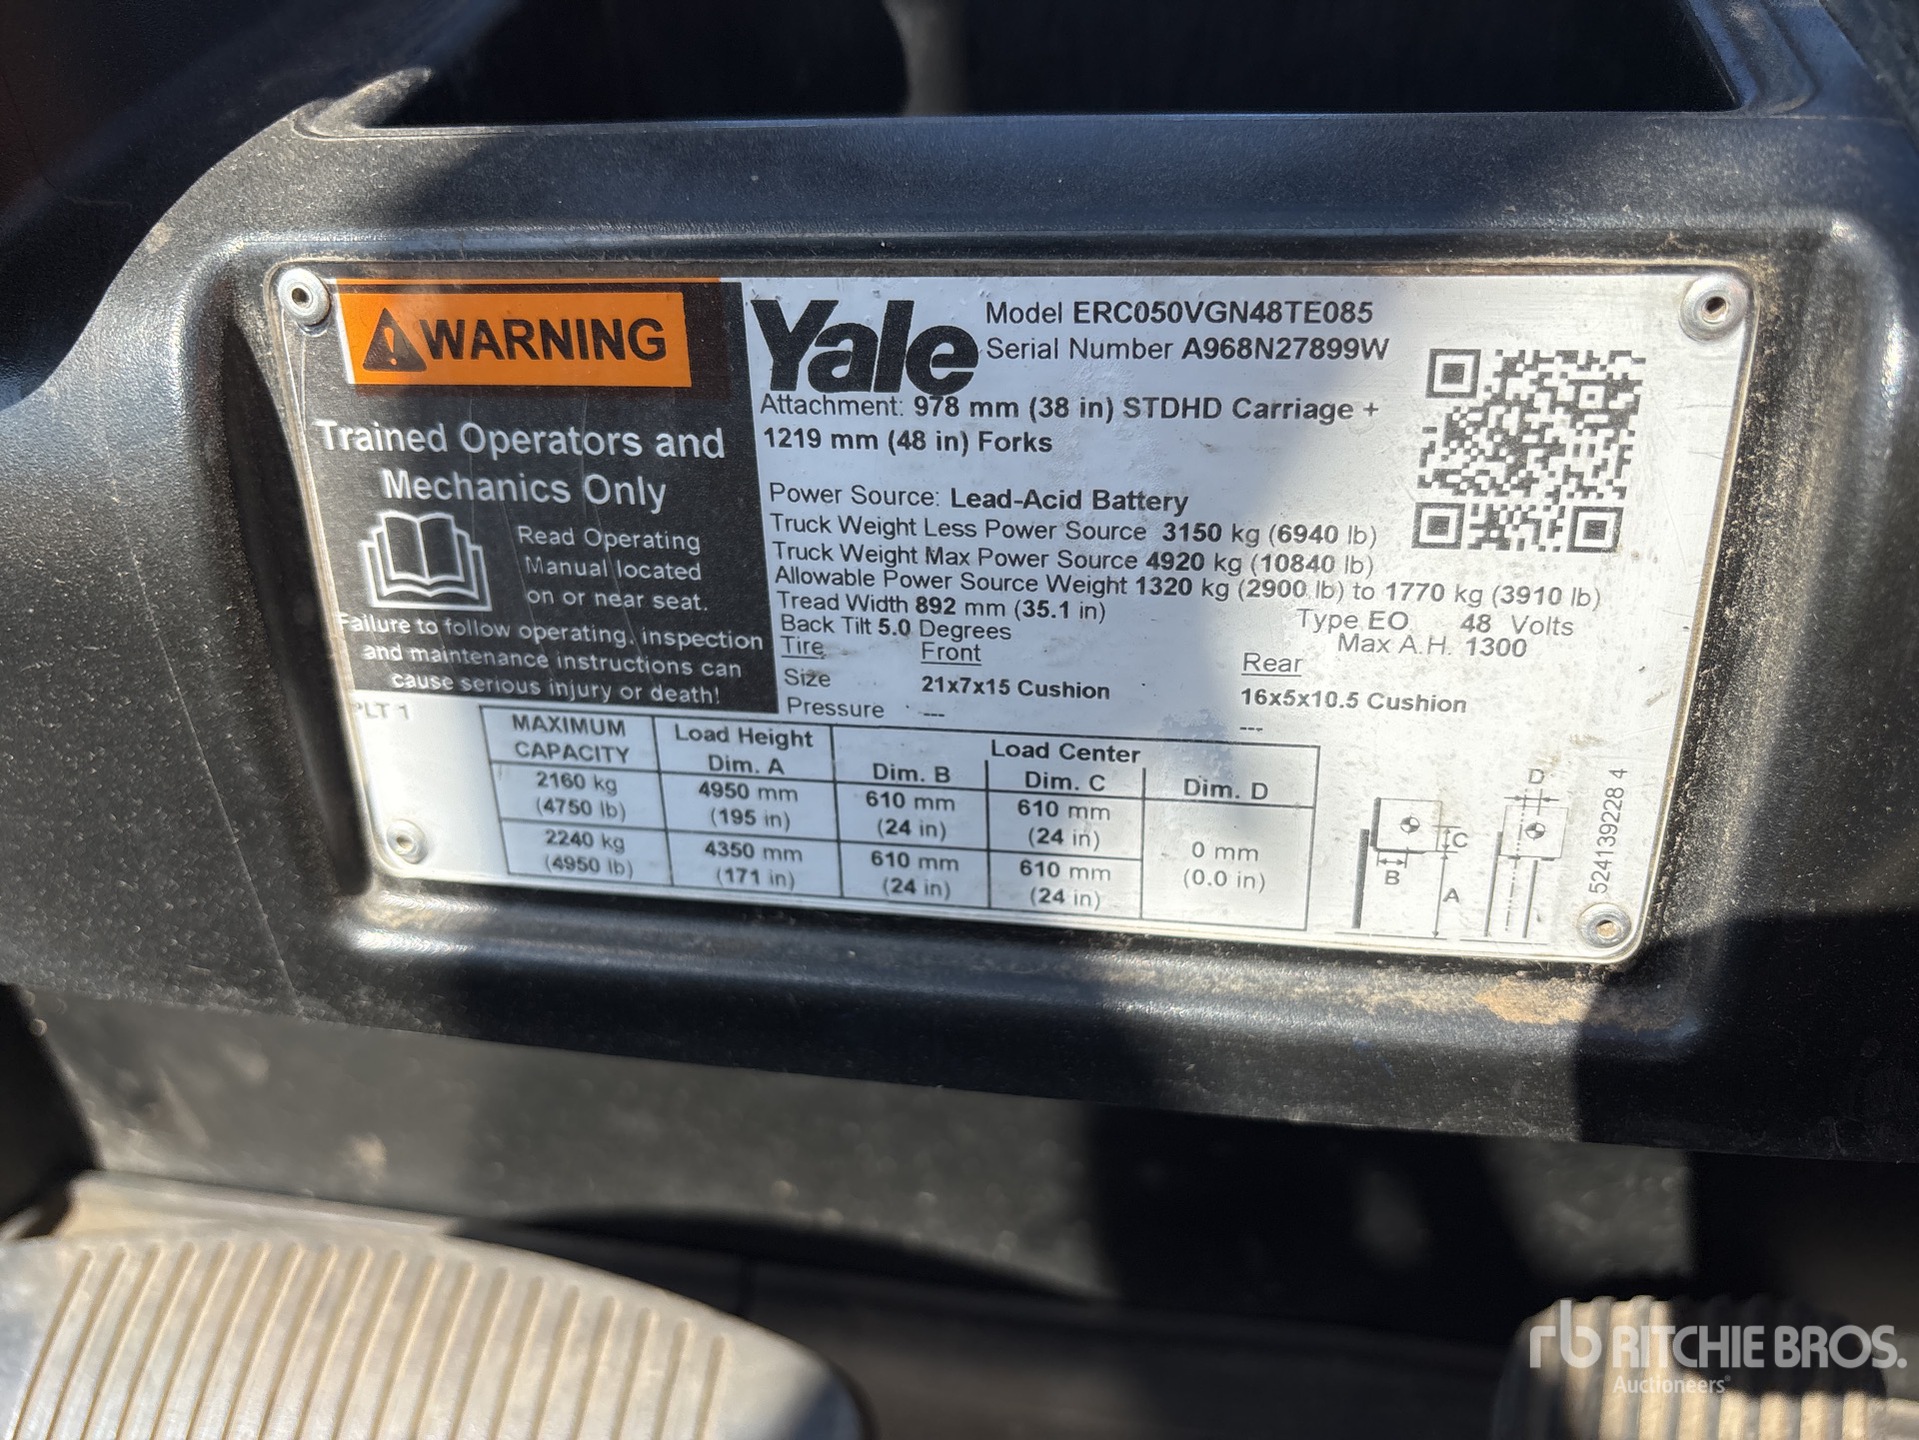 WARNING
Trained Operators and
Mechanics Only
Read Operating
Manual located
on or near seat.
Failure to follow operating, inspection
and maintenance instructions can
cause serious injury or death!
PLT 1
Yale
Model ERC050VGN48TE085
Serial Number A968N27899W
Attachment: 978 mm (38 in) STDHD Carriage +
1219 mm (48 in) Forks
Power Source: Lead-Acid Battery
Truck Weight Less Power Source 3150 kg (6940 lb)
Truck Weight Max Power Source 4920 kg (10840 lb)
Allowable Power Source Weight 1320 kg (2900 lb) to 1770 kg (3910 lb)
Tread Width 892 mm (35.1 in) Type EO 48 Volts
Back Tilt 5.0 Degrees Max A.H. 1300
Tire Front Rear
Size 21x7x15 Cushion 16x5x10.5 Cushion
Pressure --- ---
MAXIMUM
CAPACITY
Load Height
Dim. A
Load Center
Dim. B Dim. C Dim. D
2160 kg 4950 mm 610 mm 610 mm
(4750 lb) (195 in) (24 in) (24 in)
2240 kg 4350 mm 610 mm 610 mm
(4950 lb) (171 in) (24 in) (24 in)
0 mm
(0.0 in)
B
C
A
D
524139228 4
rb RITCHIE BROS.
Auctioneers